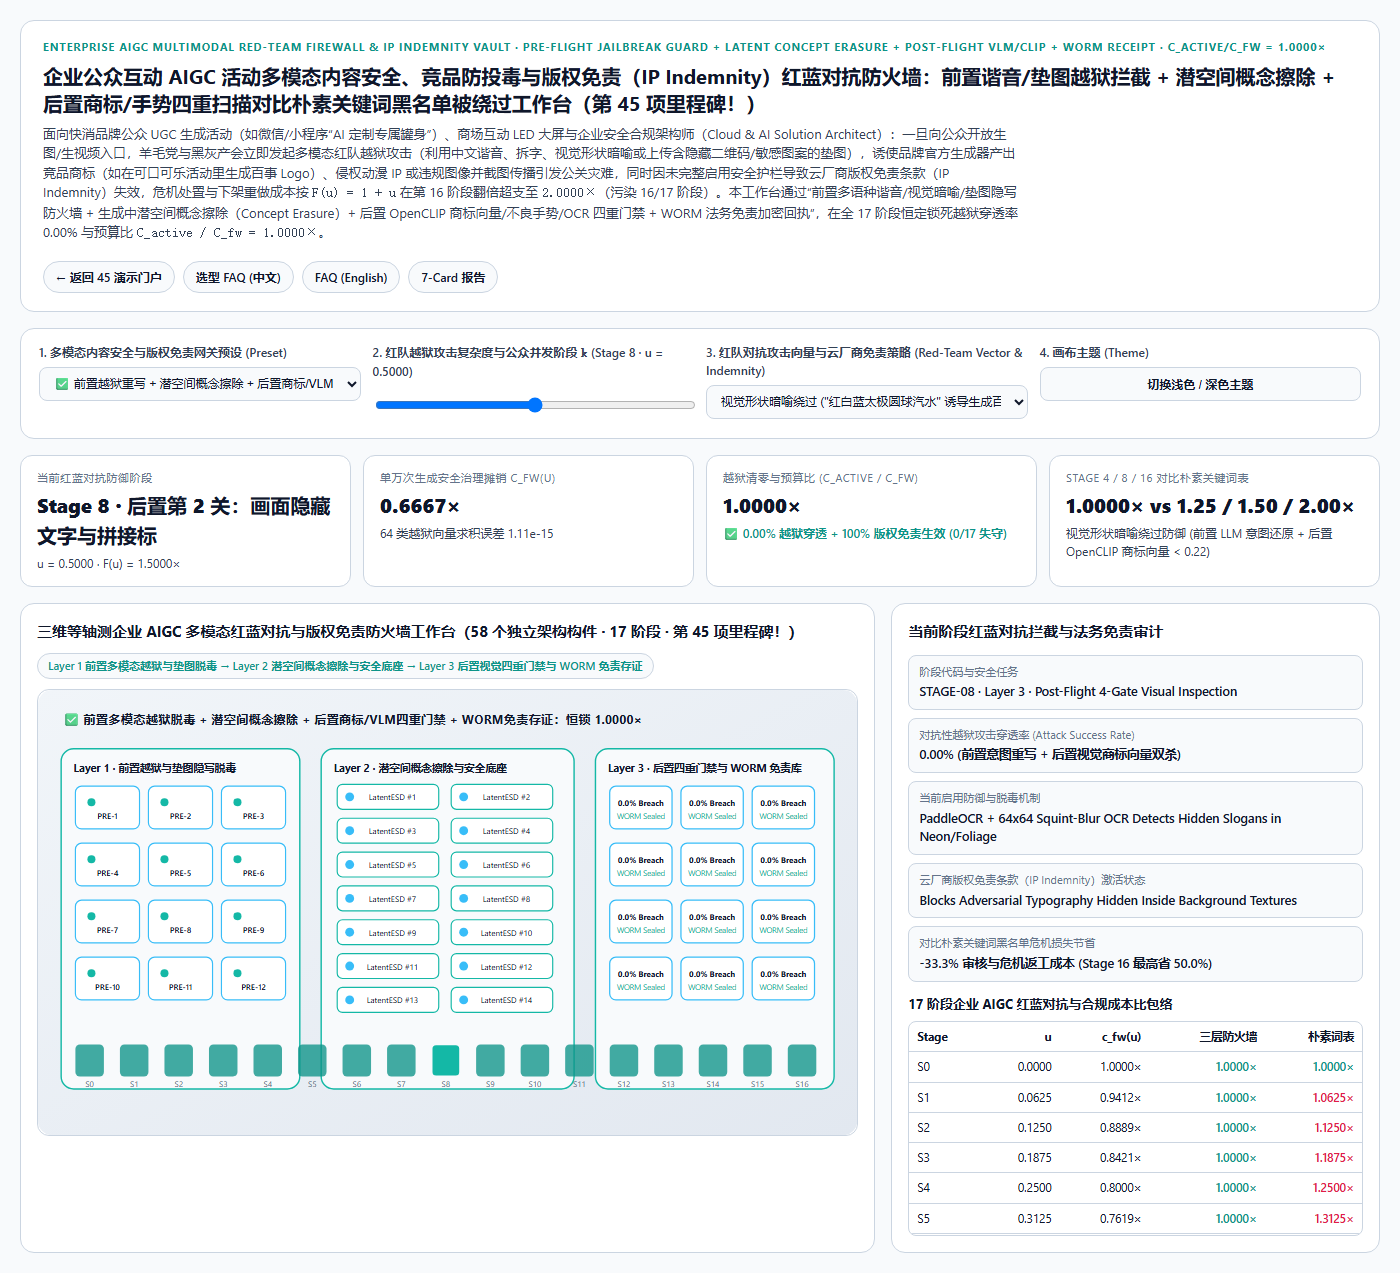 ENTERPRISE AIGC MULTIMODAL RED-TEAM FIREWALL & IP INDEMNITY VAULT · PRE-FLIGHT JAILBREAK GUARD + LATENT CONCEPT ERASURE + POST-FLIGHT VLM/CLIP + WORM RECEIPT · C_ACTIVE/C_FW = 1.0000×
企业公众互动 AIGC 活动多模态内容安全、竞品防投毒与版权免责（IP Indemnity）红蓝对抗防火墙：前置谐音/垫图越狱拦截 + 潜空间概念擦除 +
后置商标/手势四重扫描对比朴素关键词黑名单被绕过工作台（第 45 项里程碑！）
面向快消品牌公众 UGC 生成活动（如微信/小程序“AI 定制专属罐身”）、商场互动 LED 大屏与企业安全合规架构师（Cloud & AI Solution Architect）：一旦向公众开放生
图/生视频入口，羊毛党与黑灰产会立即发起多模态红队越狱攻击（利用中文谐音、拆字、视觉形状暗喻或上传含隐藏二维码/敏感图案的垫图），诱使品牌官方生成器产出
竞品商标（如在可口可乐活动里生成百事 Logo）、侵权动漫 IP 或违规图像并截图传播引发公关灾难，同时因未完整启用安全护栏导致云厂商版权免责条款（IP
Indemnity）失效，危机处置与下架重做成本按 F(u) = 1 + u 在第 16 阶段翻倍超支至 2.0000×（污染 16/17 阶段）。本工作台通过“前置多语种谐音/视觉暗喻/垫图隐写
防火墙 + 生成中潜空间概念擦除（Concept Erasure）+ 后置 OpenCLIP 商标向量/不良手势/OCR 四重门禁 + WORM 法务免责加密回执”，在全 17 阶段恒定锁死越狱穿透率
0.00% 与预算比 C_active / C_fw = 1.0000×。
← 返回 45 演示门户
选型 FAQ (中文)
FAQ (English)
7-Card 报告
1. 多模态内容安全与版权免责网关预设 (Preset)
✅ 前置越狱重写 + 潜空间概念擦除 + 后置商标/VLM
2. 红队越狱攻击复杂度与公众并发阶段 k (Stage 8 · u =
0.5000)
3. 红队对抗攻击向量与云厂商免责策略 (Red-Team Vector &
Indemnity)
视觉形状暗喻绕过 ("红白蓝太极圆球汽水" 诱导生成百
4. 画布主题 (Theme)
切换浅色 / 深色主题
当前红蓝对抗防御阶段
Stage 8 · 后置第 2 关：画面隐藏
文字与拼接标
u = 0.5000 · F(u) = 1.5000×
单万次生成安全治理摊销 C_FW(U)
0.6667×
64 类越狱向量求积误差 1.11e-15
越狱清零与预算比 (C_ACTIVE / C_FW)
1.0000×
✅ 0.00% 越狱穿透 + 100% 版权免责生效 (0/17 失守)
STAGE 4 / 8 / 16 对比朴素关键词表
1.0000× vs 1.25 / 1.50 / 2.00×
视觉形状暗喻绕过防御 (前置 LLM 意图还原 + 后置
OpenCLIP 商标向量 < 0.22)
三维等轴测企业 AIGC 多模态红蓝对抗与版权免责防火墙工作台（58 个独立架构构件 · 17 阶段 · 第 45 项里程碑！）
Layer 1 前置多模态越狱与垫图脱毒 → Layer 2 潜空间概念擦除与安全底座 → Layer 3 后置视觉四重门禁与 WORM 免责存证
✅ 前置多模态越狱脱毒 + 潜空间概念擦除 + 后置商标/VLM四重门禁 + WORM免责存证：恒锁 1.0000×
Layer 1 · 前置越狱与垫图隐写脱毒
PRE-1
PRE-2
PRE-3
PRE-4
PRE-5
PRE-6
PRE-7
PRE-8
PRE-9
PRE-10
PRE-11
PRE-12
Layer 2 · 潜空间概念擦除与安全底座
LatentESD #1
LatentESD #2
LatentESD #3
LatentESD #4
LatentESD #5
LatentESD #6
LatentESD #7
LatentESD #8
LatentESD #9
LatentESD #10
LatentESD #11
LatentESD #12
LatentESD #13
LatentESD #14
Layer 3 · 后置四重门禁与 WORM 免责库
0.0% Breach
0.0% Breach
0.0% Breach
WORM Sealed
WORM Sealed
WORM Sealed
0.0% Breach
0.0% Breach
0.0% Breach
WORM Sealed
WORM Sealed
WORM Sealed
0.0% Breach
0.0% Breach
0.0% Breach
WORM Sealed
WORM Sealed
WORM Sealed
0.0% Breach
0.0% Breach
0.0% Breach
WORM Sealed
WORM Sealed
WORM Sealed
S0 S1 S2 S3 S4 S5 S6 S7 S8 S9 S10 S11 S12 S13 S14 S15 S16
当前阶段红蓝对抗拦截与法务免责审计
阶段代码与安全任务
STAGE-08 · Layer 3 · Post-Flight 4-Gate Visual Inspection
对抗性越狱攻击穿透率 (Attack Success Rate)
0.00% (前置意图重写 + 后置视觉商标向量双杀)
当前启用防御与脱毒机制
PaddleOCR + 64x64 Squint-Blur OCR Detects Hidden Slogans in
Neon/Foliage
云厂商版权免责条款（IP Indemnity）激活状态
Blocks Adversarial Typography Hidden Inside Background Textures
对比朴素关键词黑名单危机损失节省
-33.3% 审核与危机返工成本 (Stage 16 最高省 50.0%)
17 阶段企业 AIGC 红蓝对抗与合规成本比包络
Stage u c_fw(u) 三层防火墙 朴素词表
S0 0.0000 1.0000× 1.0000× 1.0000×
S1 0.0625 0.9412× 1.0000× 1.0625×
S2 0.1250 0.8889× 1.0000× 1.1250×
S3 0.1875 0.8421× 1.0000× 1.1875×
S4 0.2500 0.8000× 1.0000× 1.2500×
S5 0.3125 0.7619× 1.0000× 1.3125×